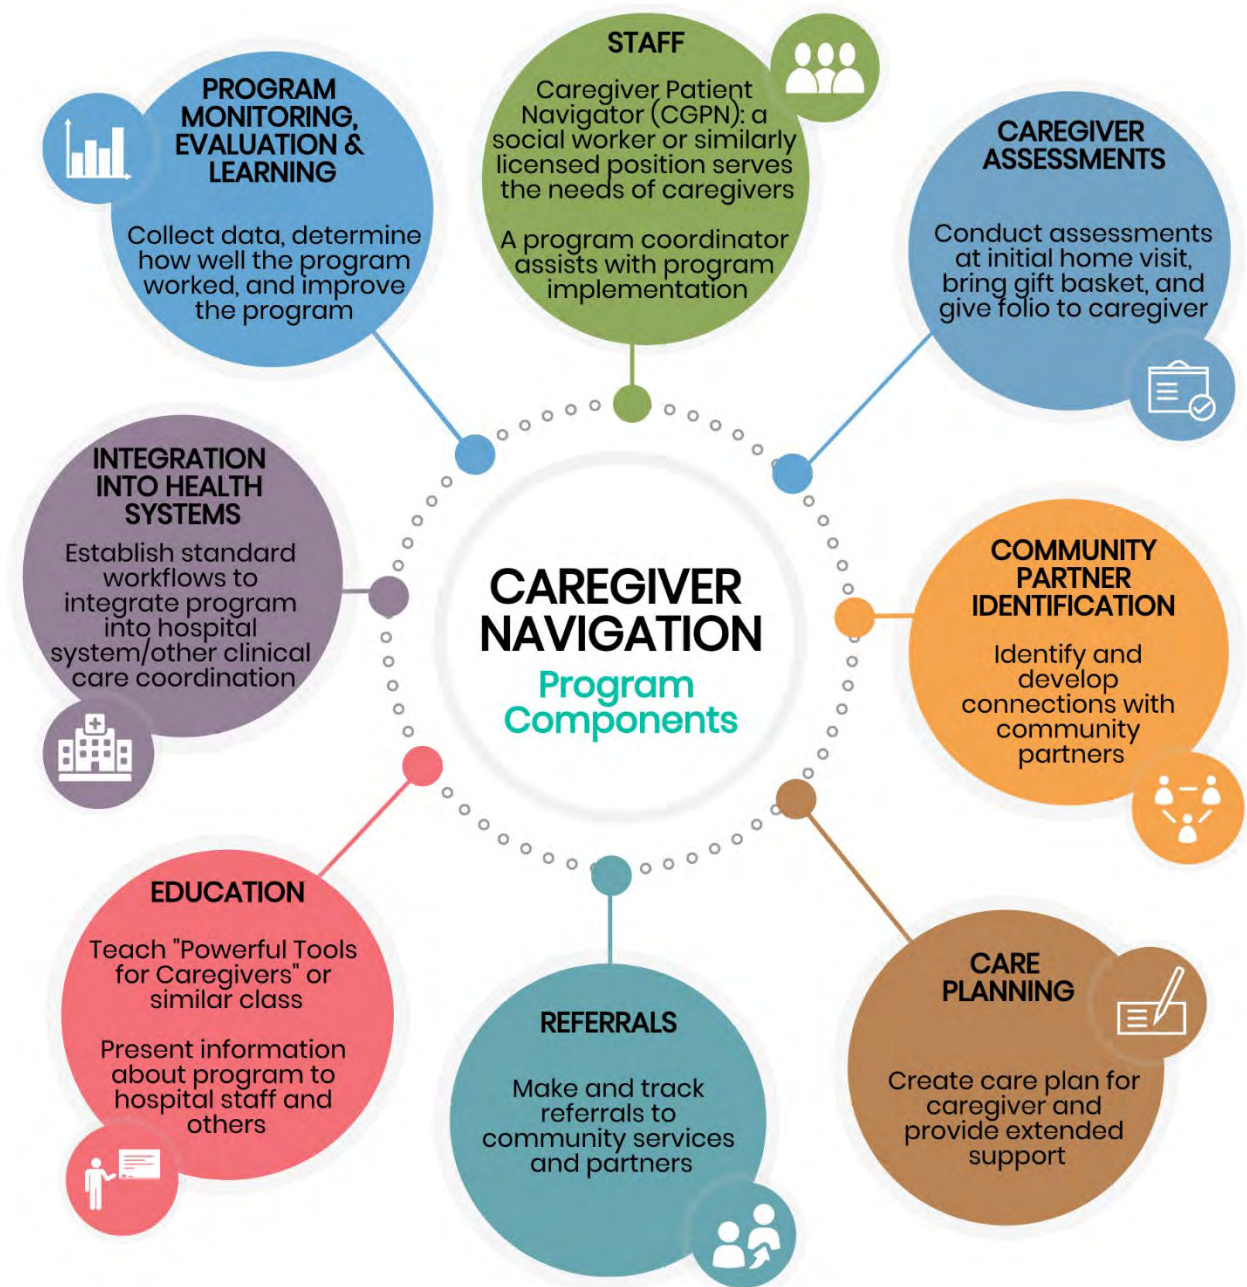 STAFF
Caregiver Patient
Navigator (CGPN): a
social worker or similarly
licensed position serves
the needs of caregivers
A program coordinator
assists with program
implementation
CAREGIVER
ASSESSMENTS
Conduct assessments
at initial home visit,
bring gift basket, and
give folio to caregiver
COMMUNITY
PARTNER
IDENTIFICATION
Identify and
develop
connections with
community
partners
CARE
PLANNING
Create care plan for
caregiver and
provide extended
support
REFERRALS
Make and track
referrals to
community services
and partners
EDUCATION
Teach "Powerful Tools
for Caregivers" or
similar class
Present information
about program to
hospital staff and
others
INTEGRATION
INTO HEALTH
SYSTEMS
Establish standard
workflows to
integrate program
into hospital
system/other clinical
care coordination
PROGRAM
MONITORING,
EVALUATION &
LEARNING
Collect data, determine
how well the program
worked, and improve
the program
CAREGIVER
NAVIGATION
Program
Components